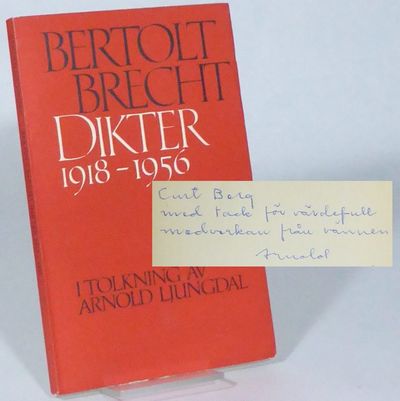 BERTOLT
BRECHT
DIKTER
1918–1956
I TOLKNING AV
ARNOLD LJUNGDAL
Curt Berg
med tack för värdefull
medverkan från vännen
Arnold